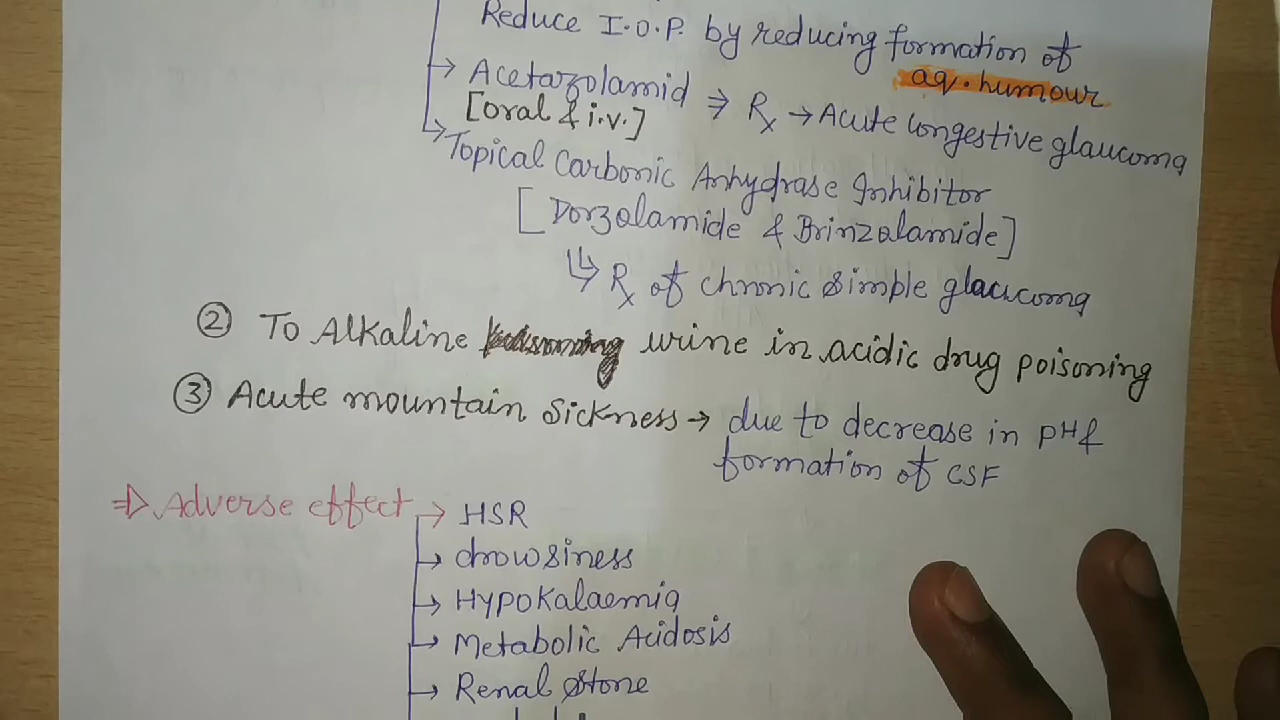 Reduce I.O.P. by reducing formation of
aq. humour
→ Acetazolamid ⇒ Rx → Acute Congestive glaucoma
[oral & i.v.]
→ Topical Carbonic Anhydrase Inhibitor
[Dorzolamide & Brinzolamide]
↳ Rx of chronic simple glaucoma
② To Alkaline urine in acidic drug poisoning
③ Acute mountain Sickness → due to decrease in pH &
formation of CSF
⇒ Adverse effect → HSR
→ drowsiness
→ Hypokalaemia
→ Metabolic Acidosis
→ Renal Stone